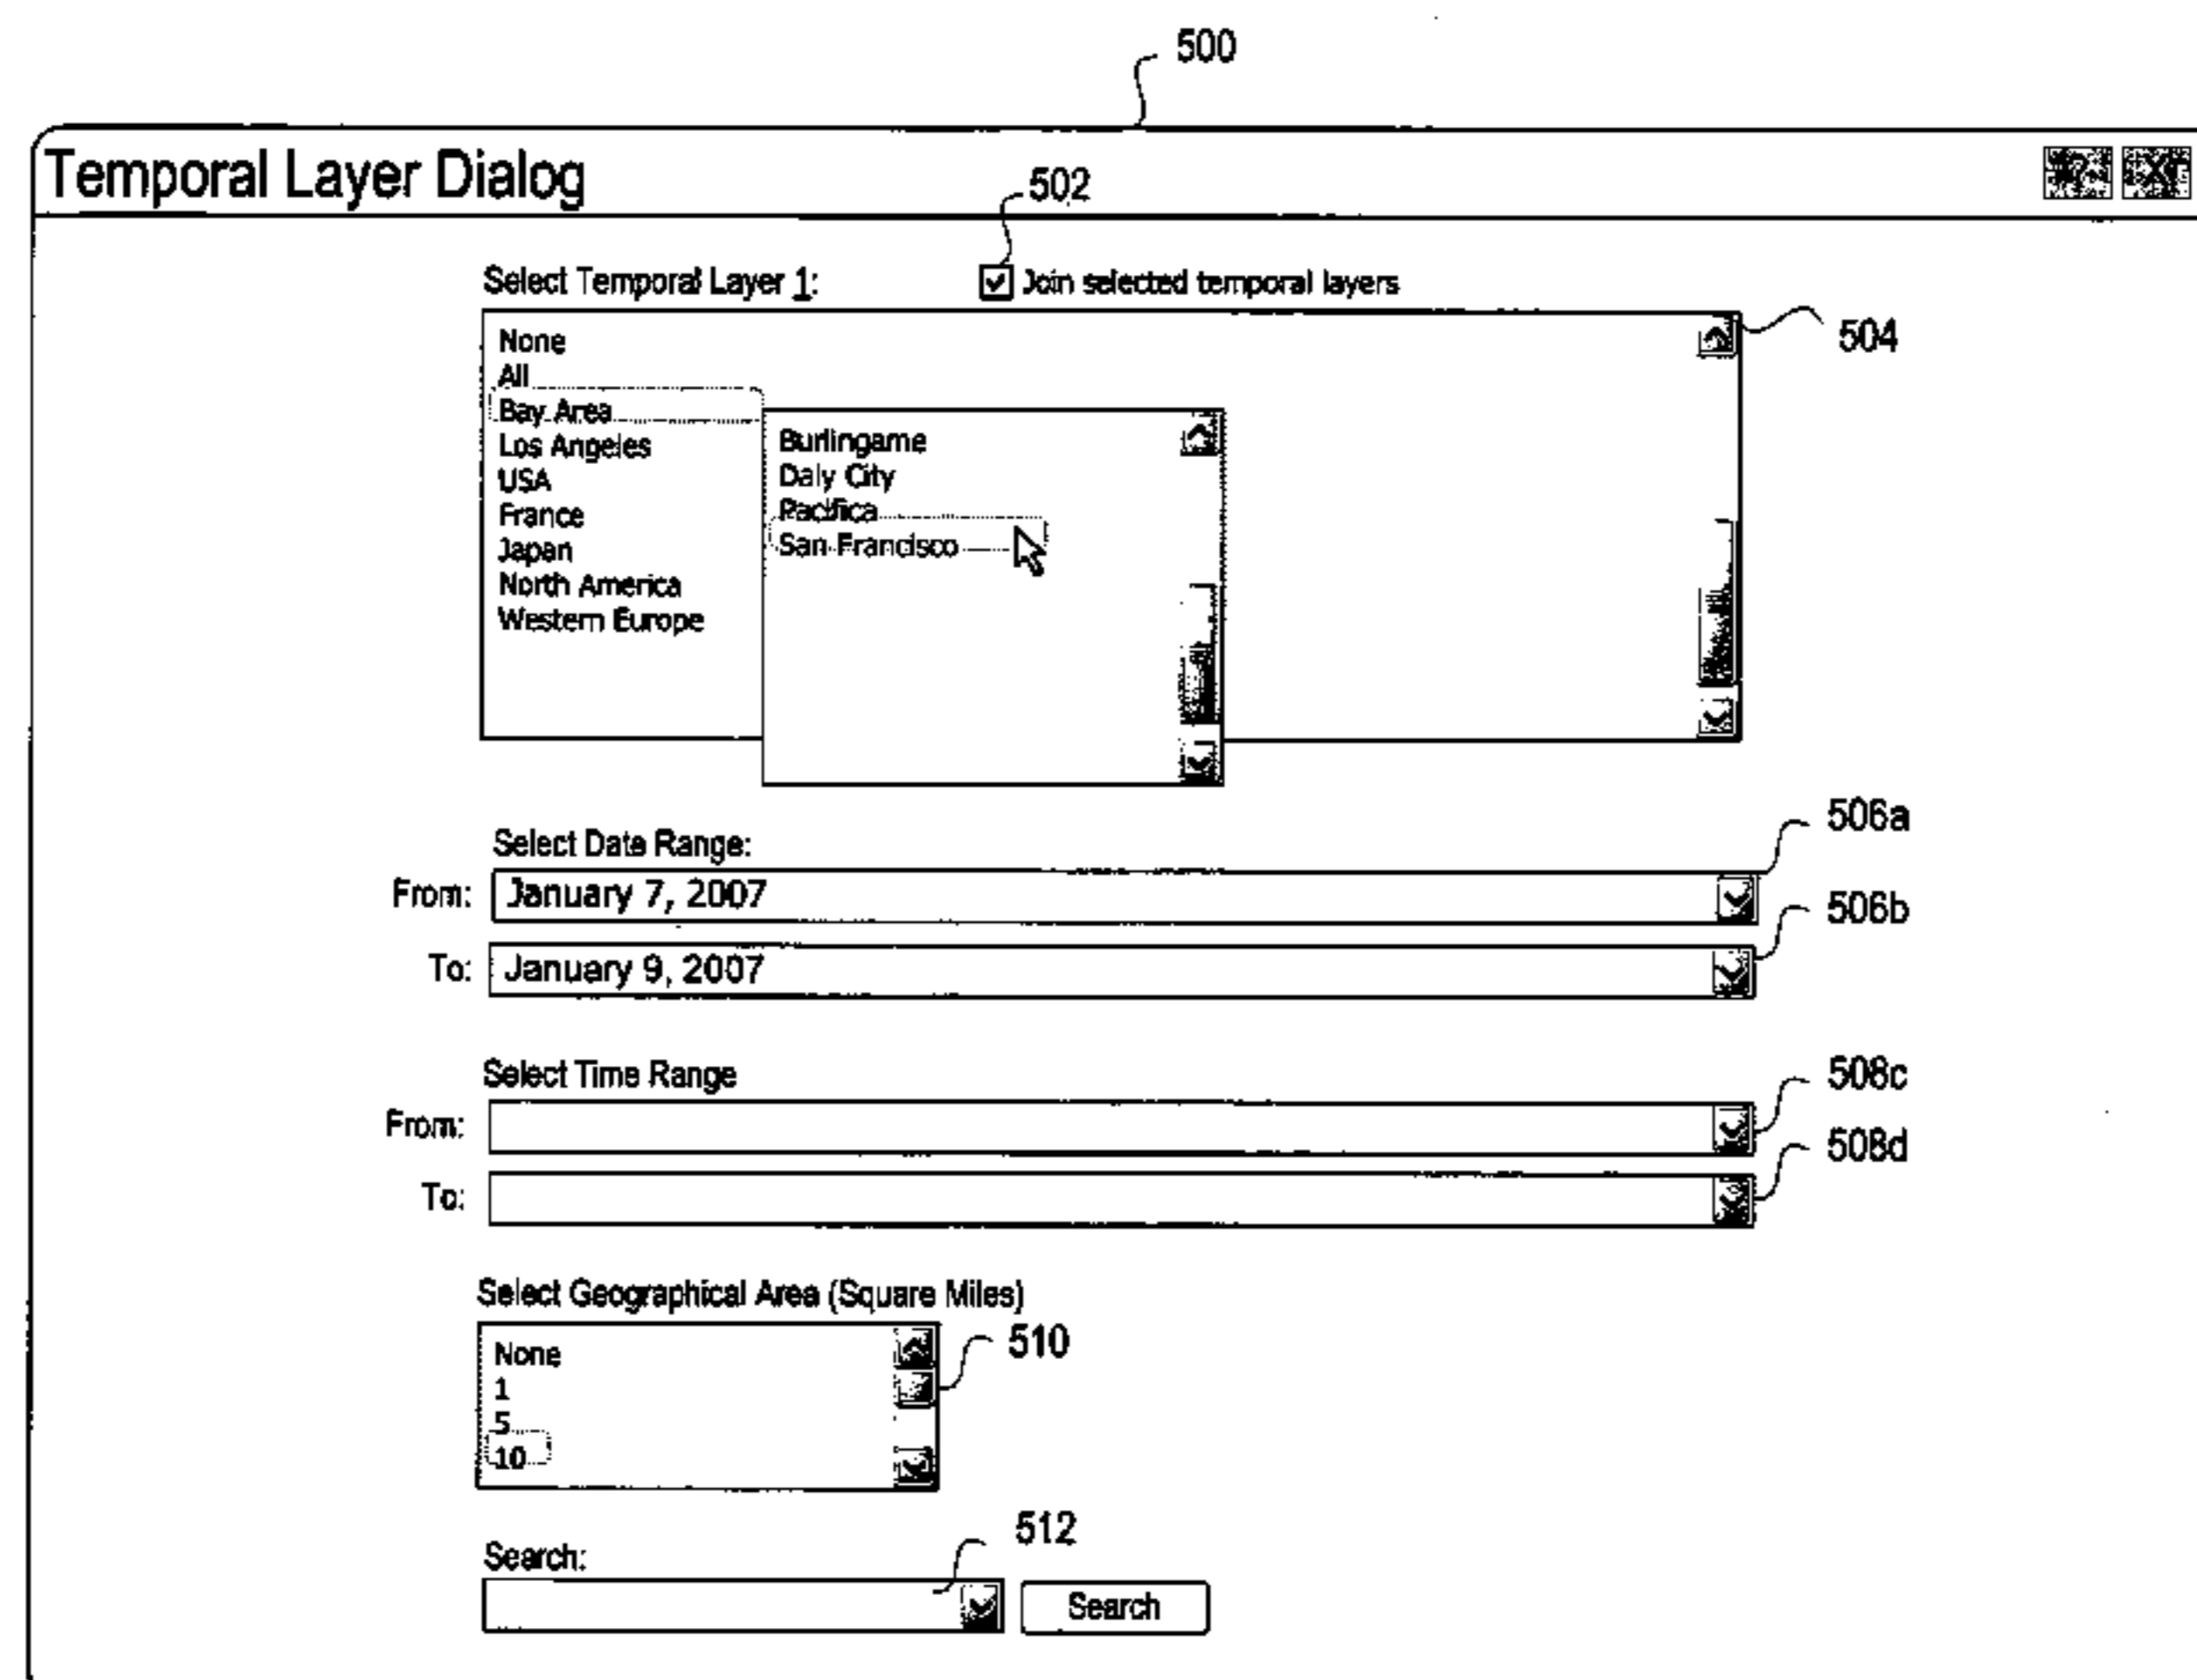 500
Temporal Layer Dialog
502
Select Temporal Layer 1:
Join selected temporal layers
504
None
All
Bay Area
Los Angeles
USA
France
Japan
North America
Western Europe
Burlingame
Daly City
Pacifica
San Francisco
506a
Select Date Range:
From: January 7, 2007
506b
To: January 9, 2007
Select Time Range
508c
From:
508d
To:
Select Geographical Area (Square Miles)
510
None
1
5
10
512
Search:
Search